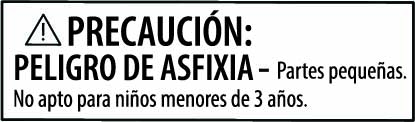 PRECAUCIÓN:
PELIGRO DE ASFIXIA – Partes pequeñas.
No apto para niños menores de 3 años.